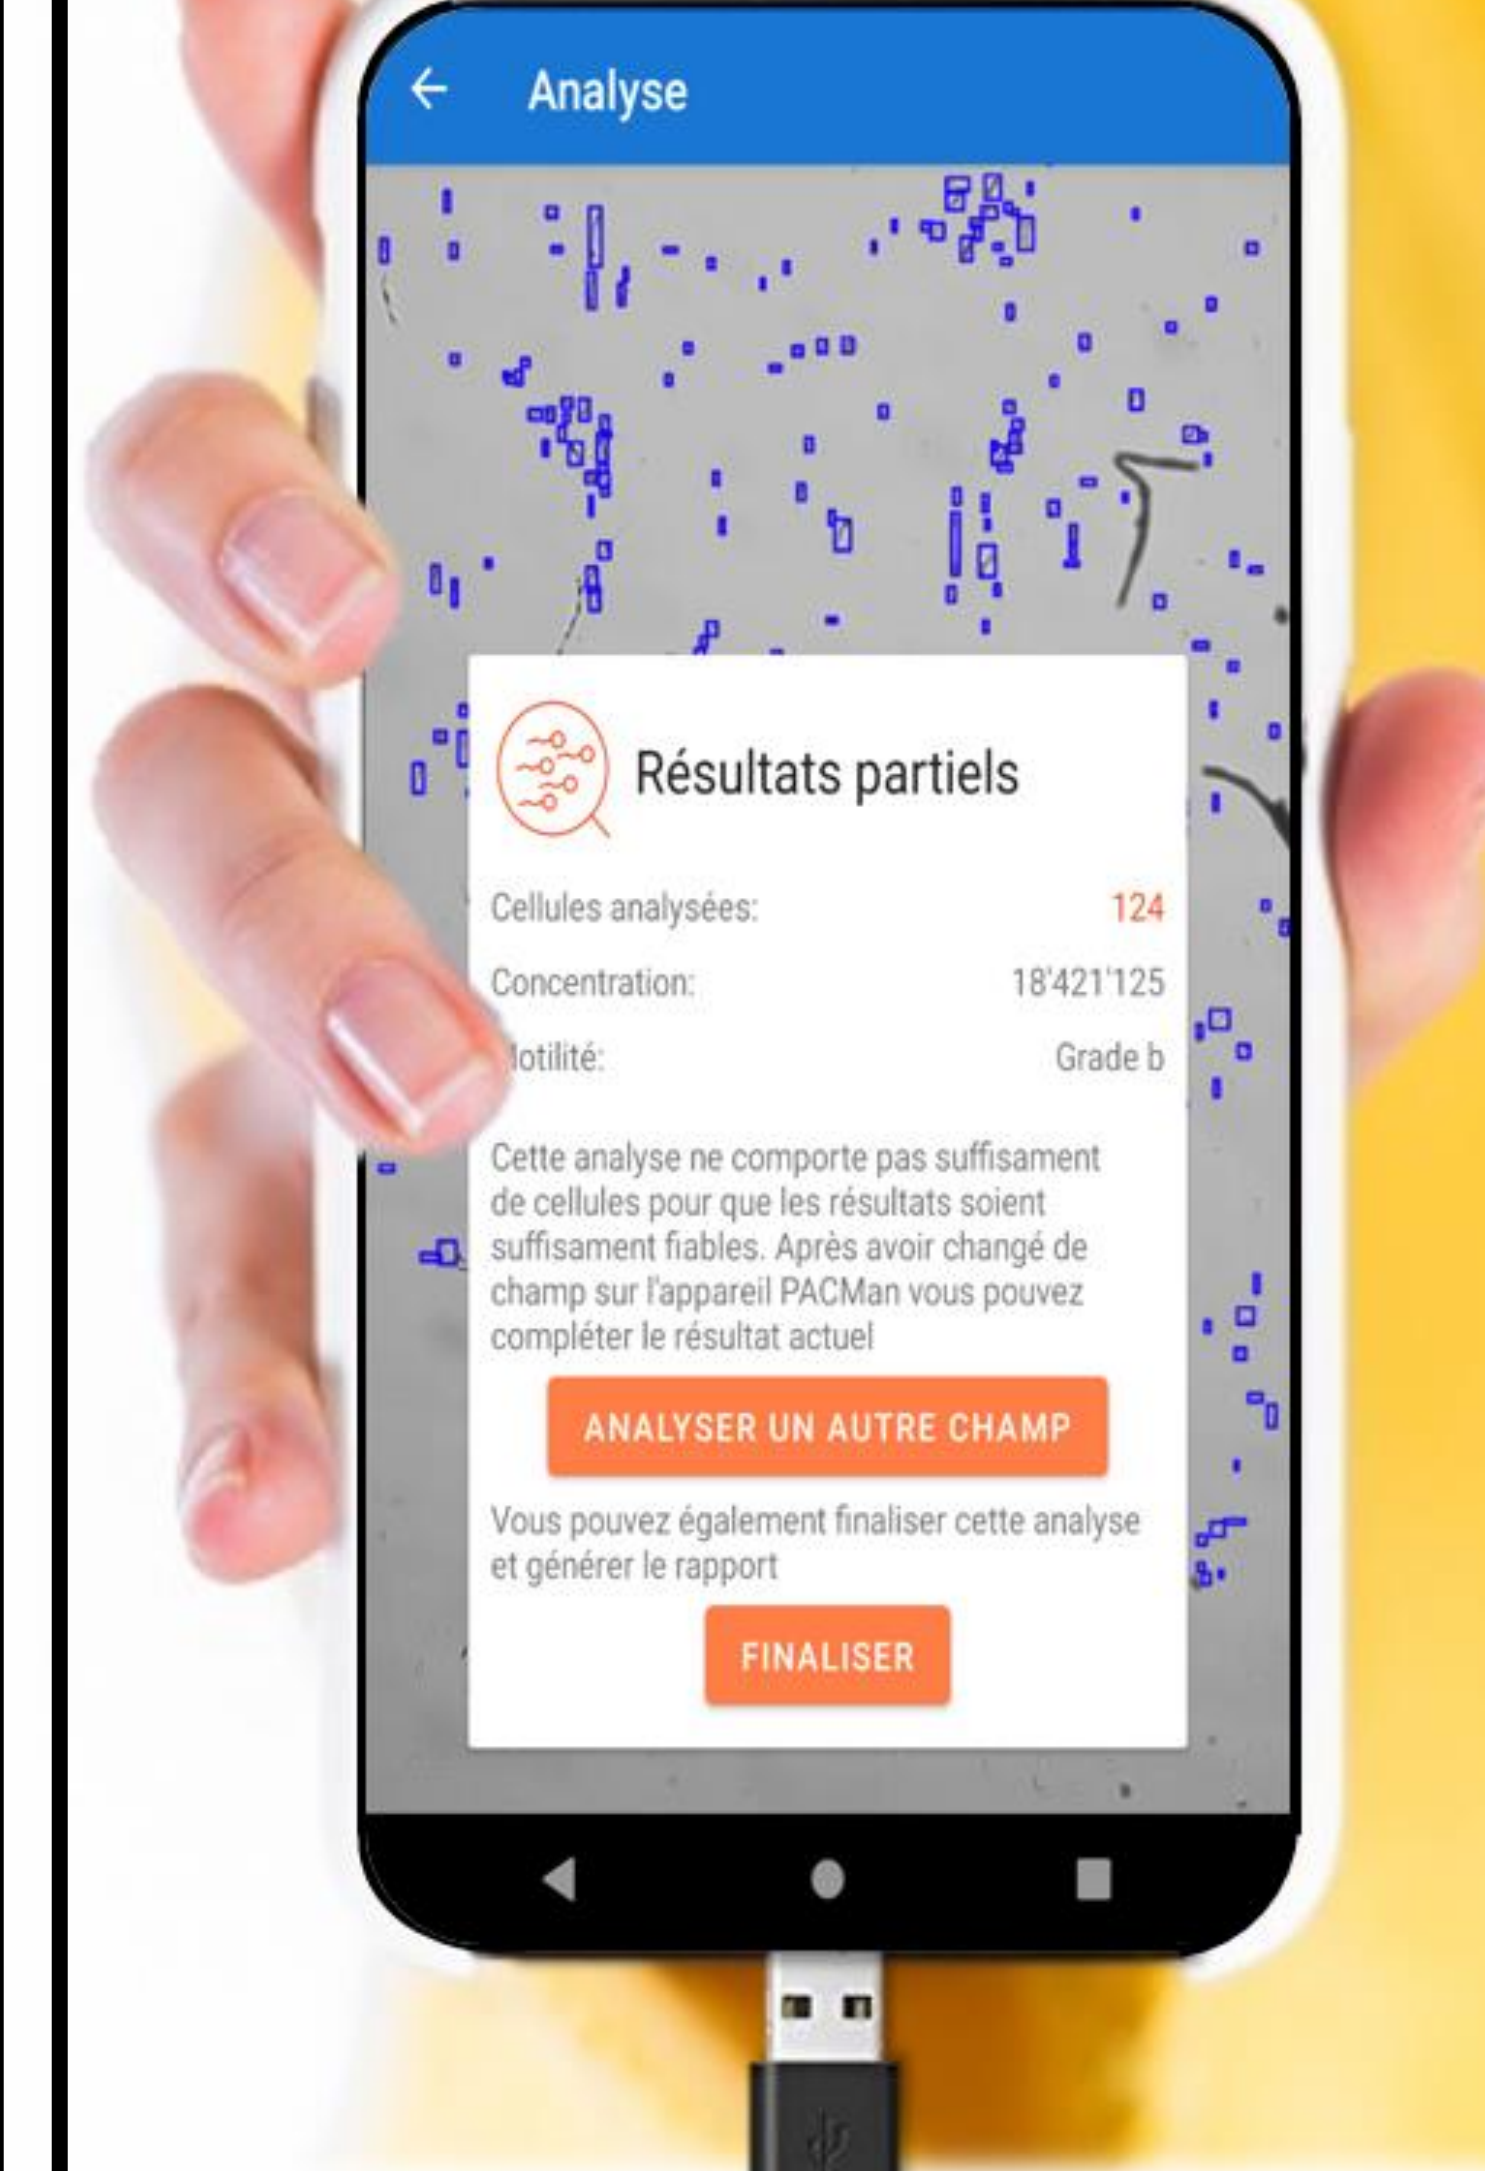 Analyse
Résultats partiels
Cellules analysées: 124
Concentration: 18'421'125
otilité: Grade b
Cette analyse ne comporte pas suffisament
de cellules pour que les résultats soient
suffisament fiables. Après avoir changé de
champ sur l'appareil PACMan vous pouvez
compléter le résultat actuel
ANALYSER UN AUTRE CHAMP
Vous pouvez également finaliser cette analyse
et générer le rapport
FINALISER